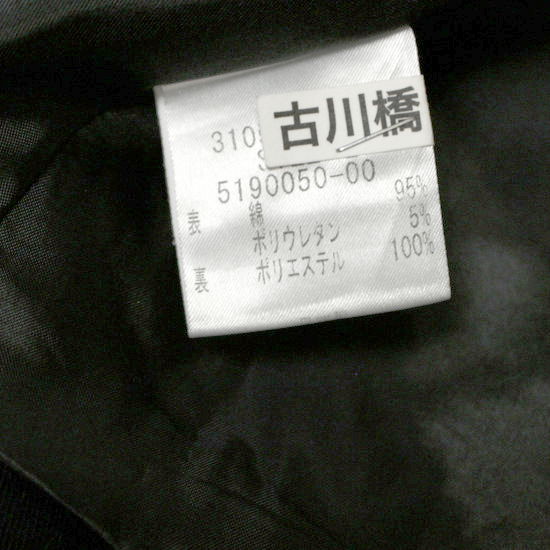 古川橋
310
5190050-00
表 綿 95%
ポリウレタン 5%
裏 ポリエステル 100%